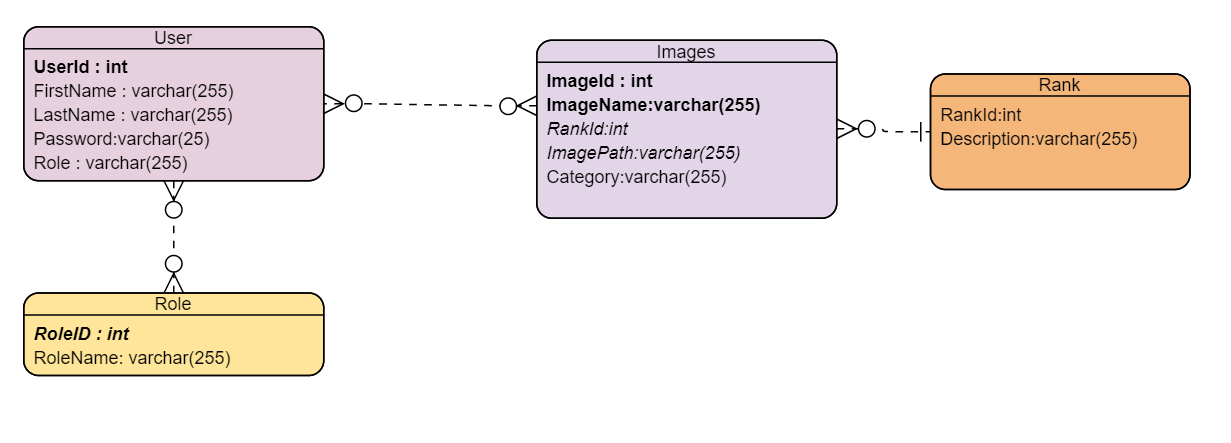 User
UserId : int
FirstName : varchar(255)
LastName : varchar(255)
Password:varchar(25)
Role : varchar(255)
Images
ImageId : int
ImageName:varchar(255)
RankId:int
ImagePath:varchar(255)
Category:varchar(255)
Rank
RankId:int
Description:varchar(255)
Role
RoleID : int
RoleName: varchar(255)